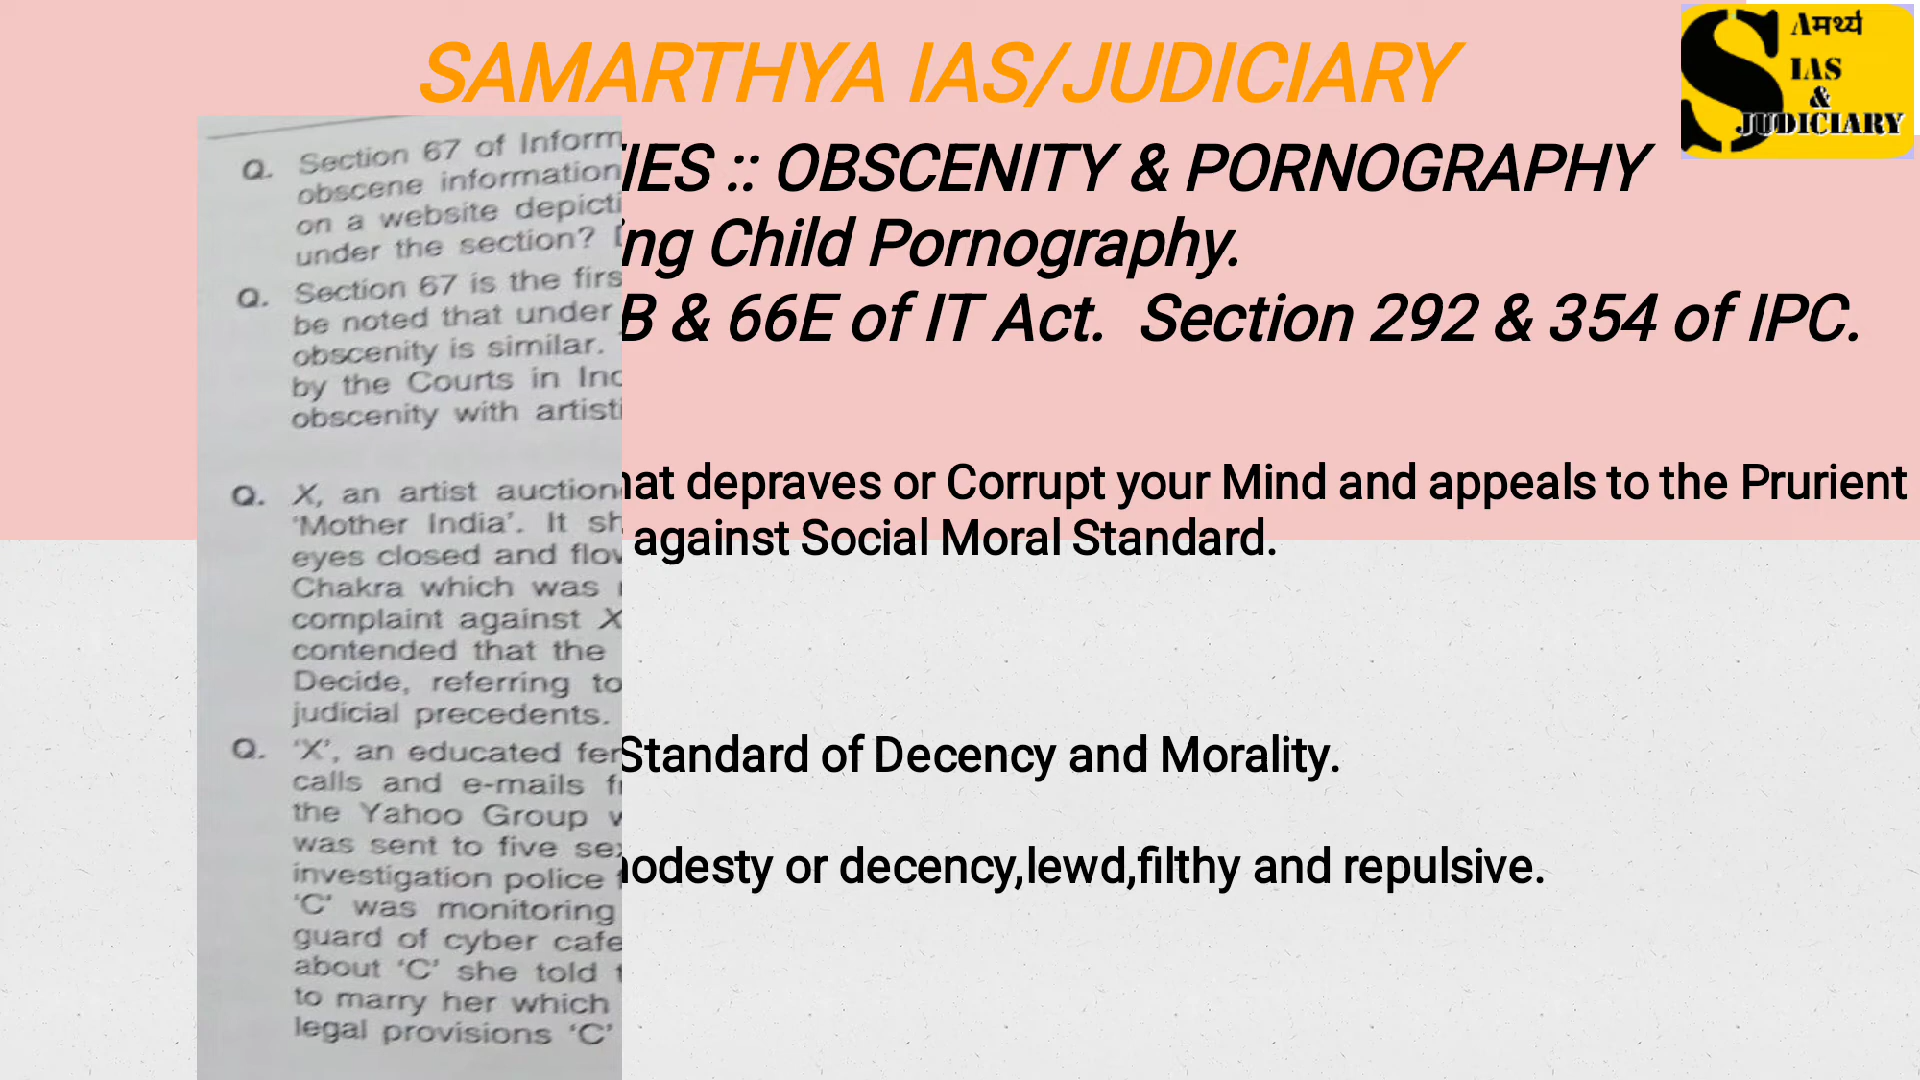 SAMARTHYA IAS/JUDICIARY
Aमर्थ्य
IAS
&
JUDICIARY
IES :: OBSCENITY & PORNOGRAPHY
ng Child Pornography.
B & 66E of IT Act. Section 292 & 354 of IPC.
hat depraves or Corrupt your Mind and appeals to the Prurient
against Social Moral Standard.
Standard of Decency and Morality.
modesty or decency,lewd,filthy and repulsive.
Q. Section 67 of Inform
obscene information
on a website depicti
under the section?
Q. Section 67 is the firs
be noted that under
obscenity is similar.
by the Courts in Ind
obscenity with artisti
Q. X, an artist auction
'Mother India'. It sh
eyes closed and flow
Chakra which was
complaint against X
contended that the
Decide, referring to
judicial precedents.
Q. 'X', an educated fer
calls and e-mails f
the Yahoo Group w
was sent to five sex
investigation police
'C' was monitoring
guard of cyber cafe
about 'C' she told
to marry her which
legal provisions 'C'